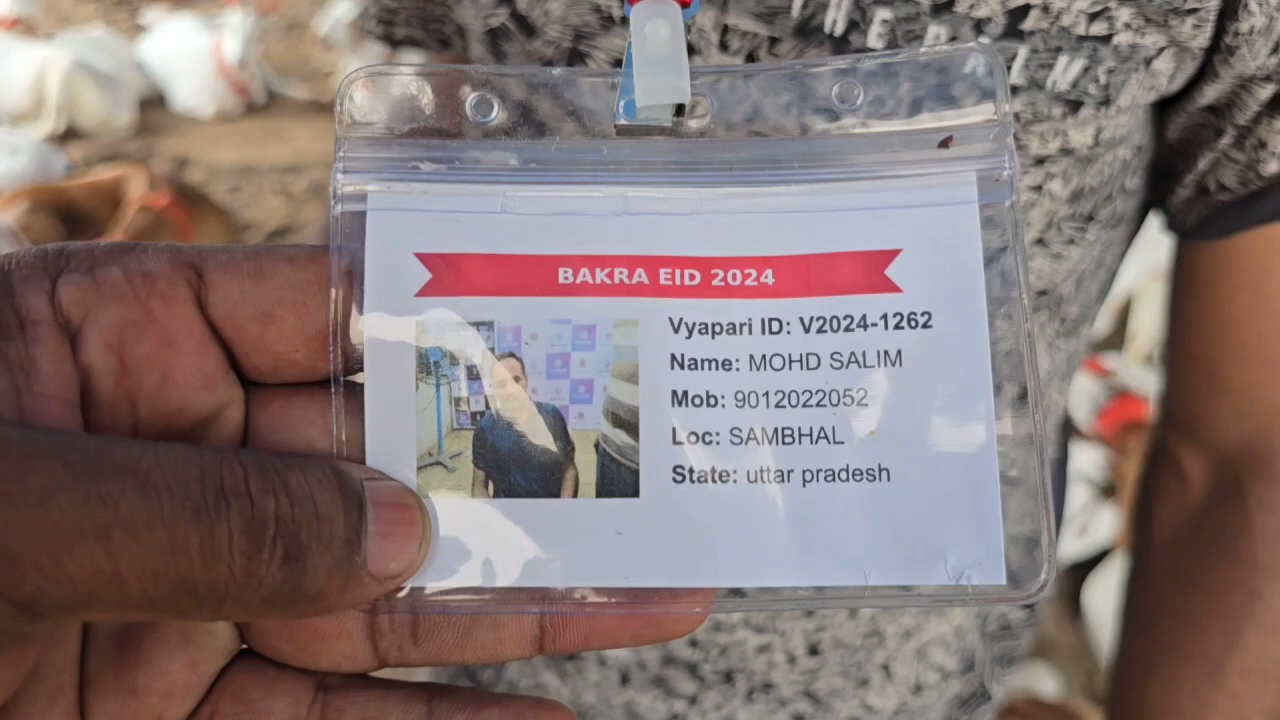 BAKRA EID 2024
Vyapari ID: V2024-1262
Name: MOHD SALIM
Mob: 9012022052
Loc: SAMBHAL
State: uttar pradesh